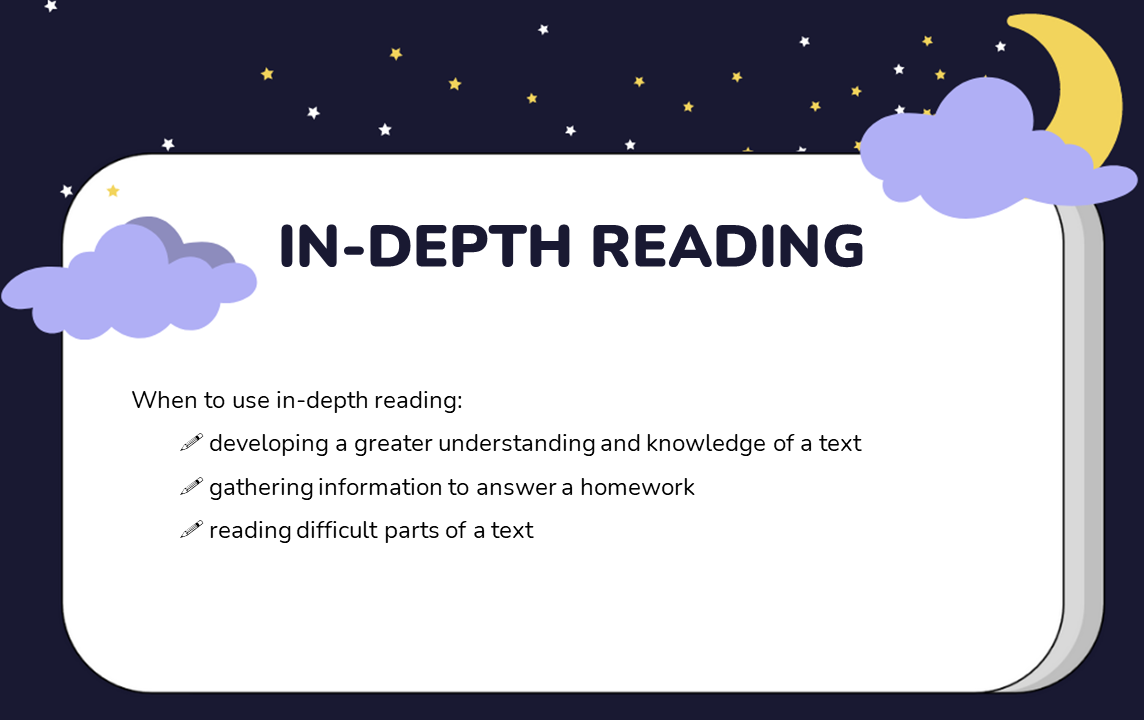 IN-DEPTH READING
When to use in-depth reading:
developing a greater understanding and knowledge of a text
gathering information to answer a homework
reading difficult parts of a text